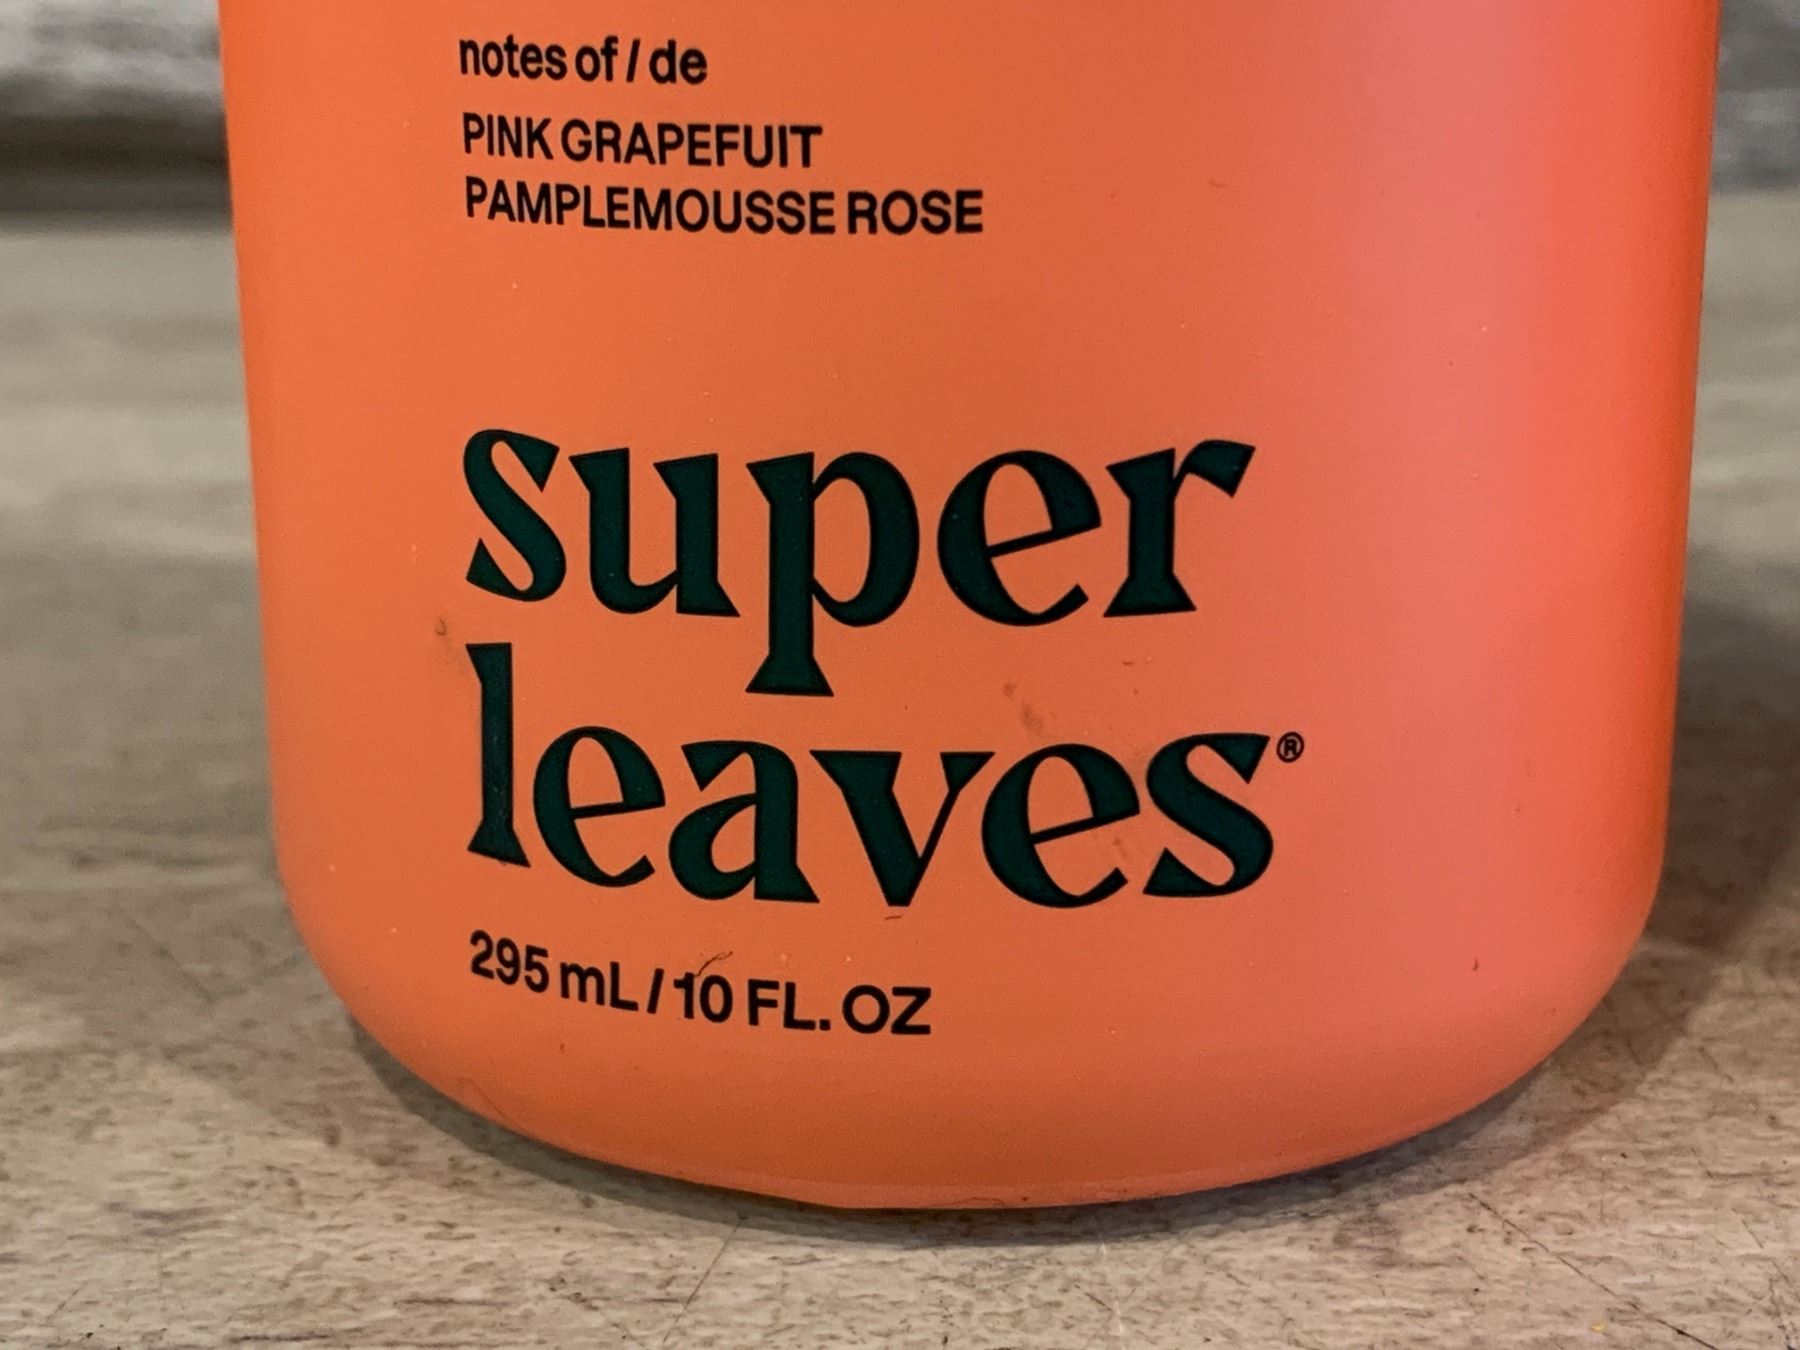 notes of / de
PINK GRAPEFUIT
PAMPLEMOUSSE ROSE
super
leaves®
295 mL / 10 FL. OZ